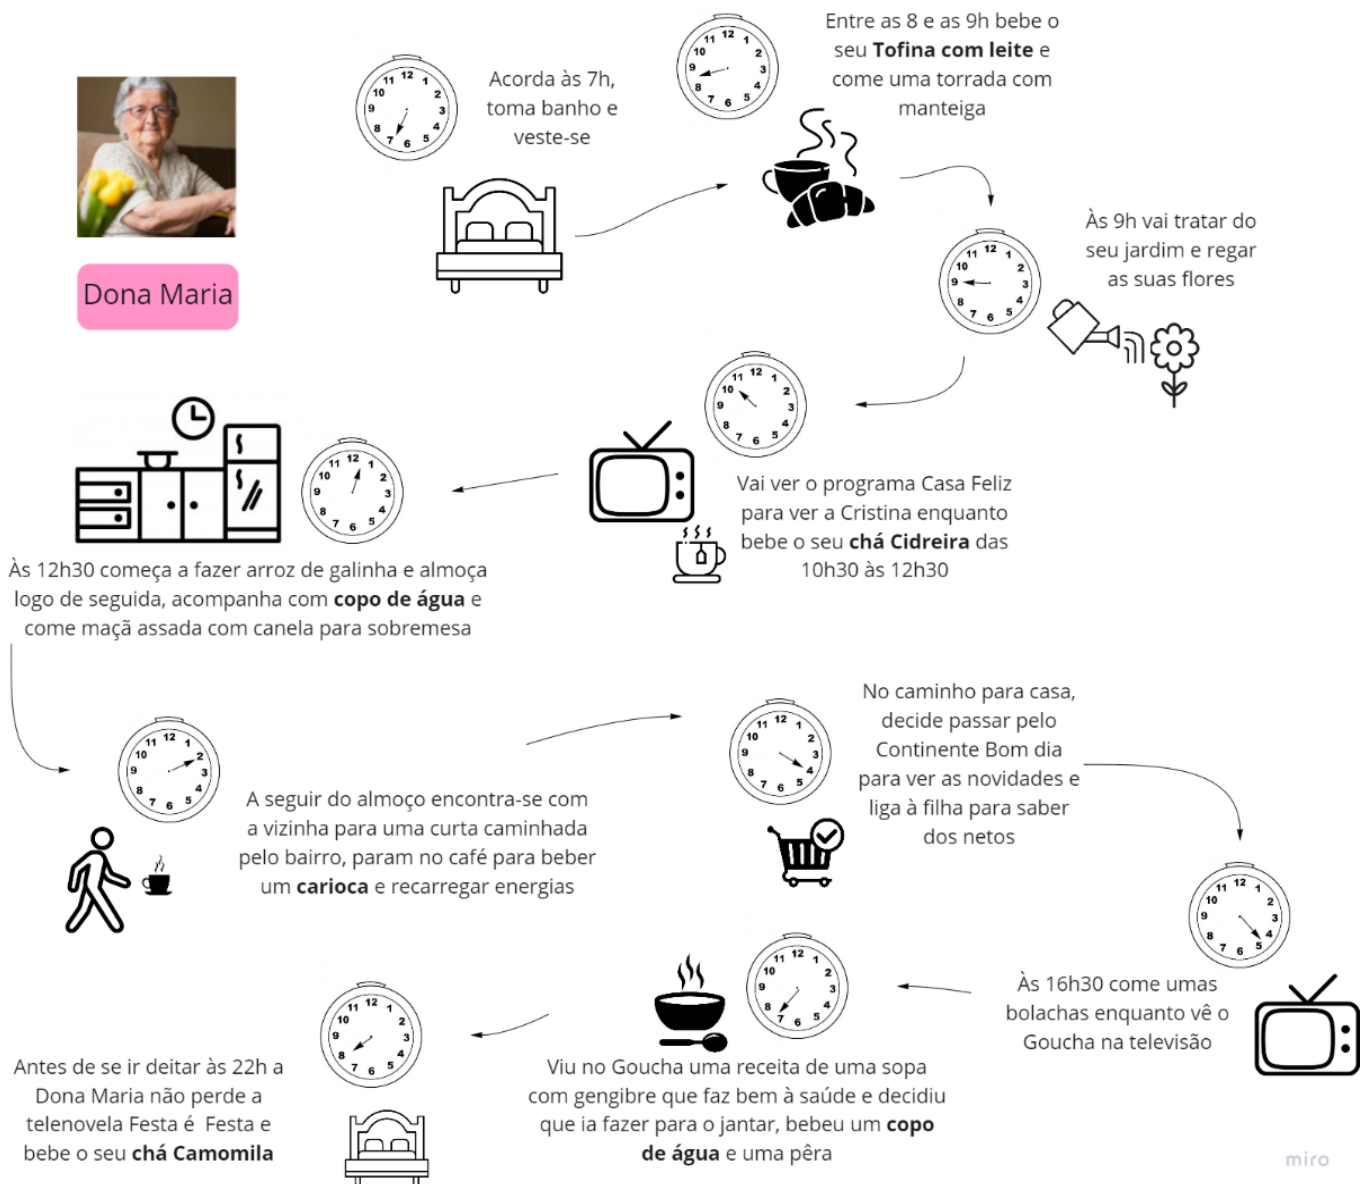 Dona Maria
Acorda às 7h,
toma banho e
veste-se
Entre as 8 e as 9h bebe o
seu Tofina com leite e
come uma torrada com
manteiga
Às 9h vai tratar do
seu jardim e regar
as suas flores
Vai ver o programa Casa Feliz
para ver a Cristina enquanto
bebe o seu chá Cidreira das
10h30 às 12h30
Às 12h30 começa a fazer arroz de galinha e almoça
logo de seguida, acompanha com copo de água e
come maçã assada com canela para sobremesa
A seguir do almoço encontra-se com
a vizinha para uma curta caminhada
pelo bairro, param no café para beber
um carioca e recarregar energias
No caminho para casa,
decide passar pelo
Continente Bom dia
para ver as novidades e
liga à filha para saber
dos netos
Às 16h30 come umas
bolachas enquanto vê o
Goucha na televisão
Viu no Goucha uma receita de uma sopa
com gengibre que faz bem à saúde e decidiu
que ia fazer para o jantar, bebeu um copo
de água e uma pêra
Antes de se ir deitar às 22h a
Dona Maria não perde a
telenovela Festa é Festa e
bebe o seu chá Camomila
miro